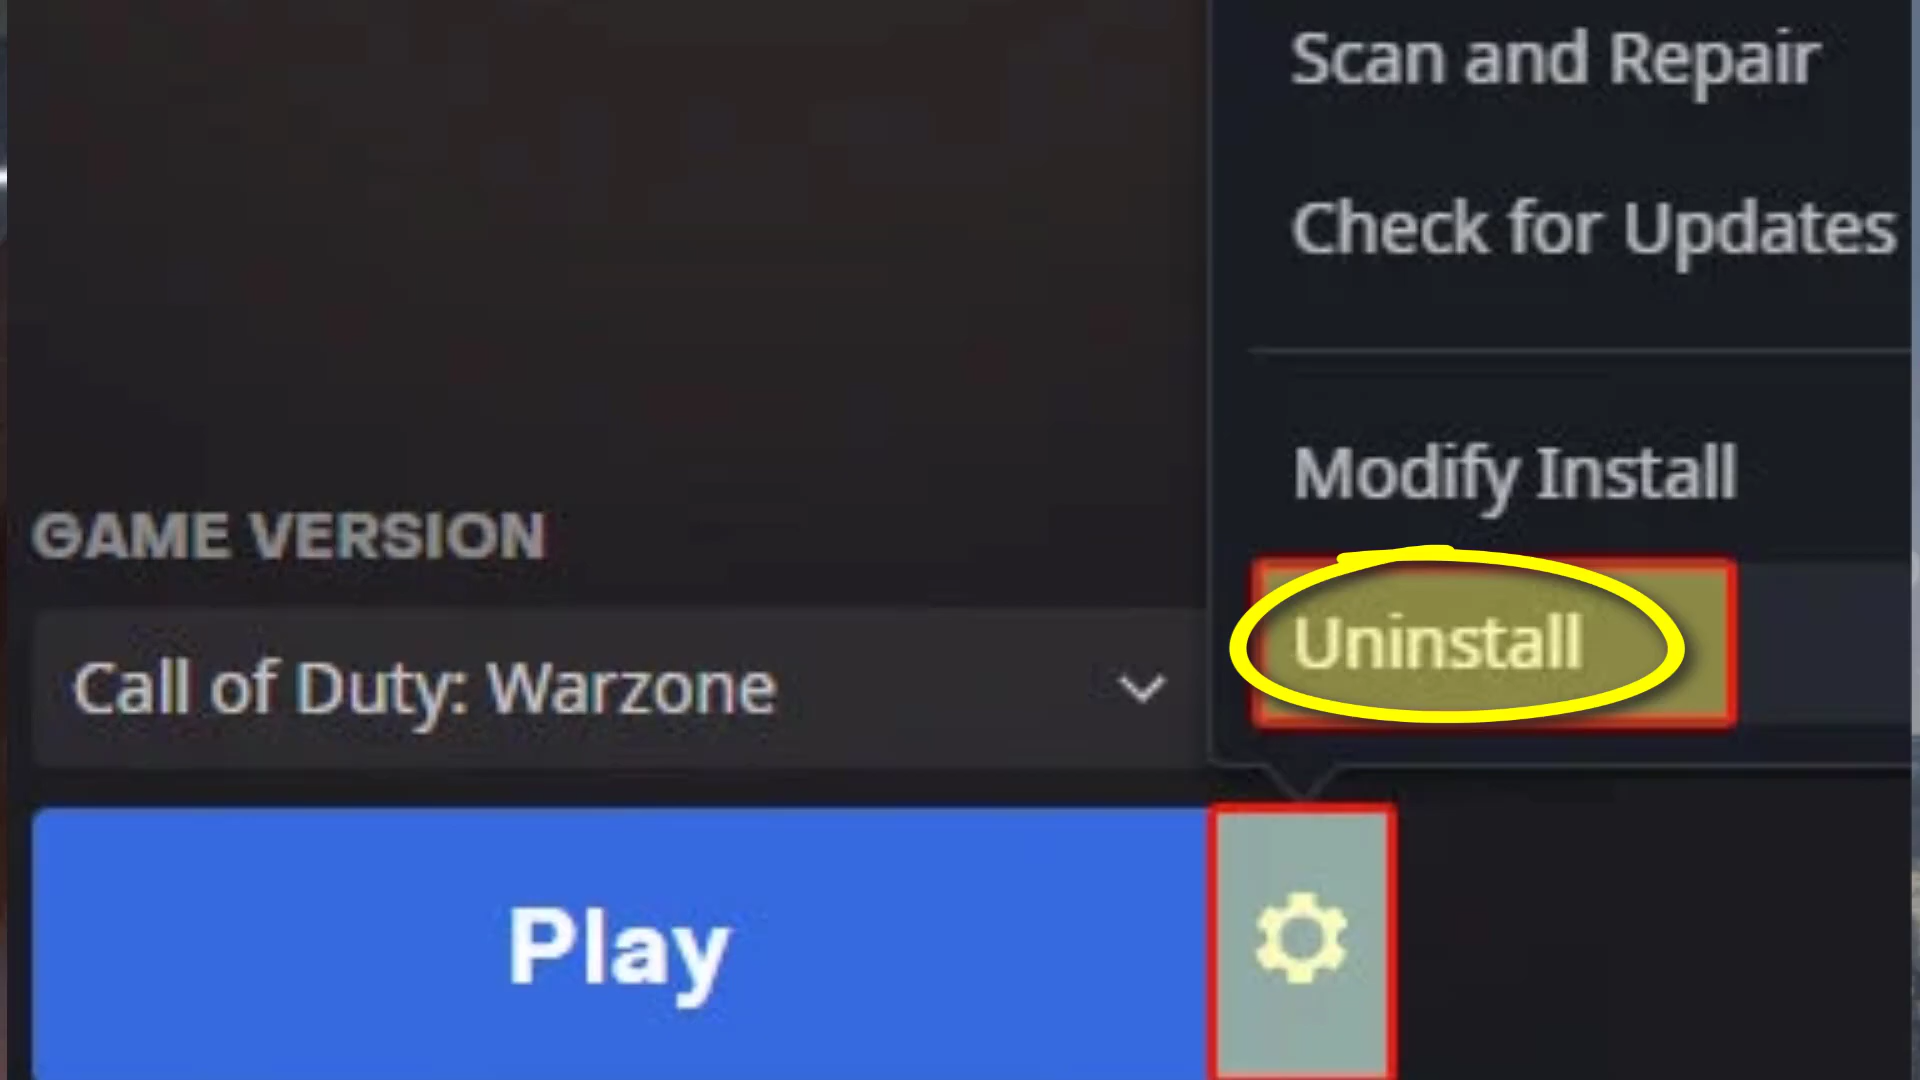 Scan and Repair
Check for Updates
Modify Install
Uninstall
GAME VERSION
Call of Duty: Warzone
Play